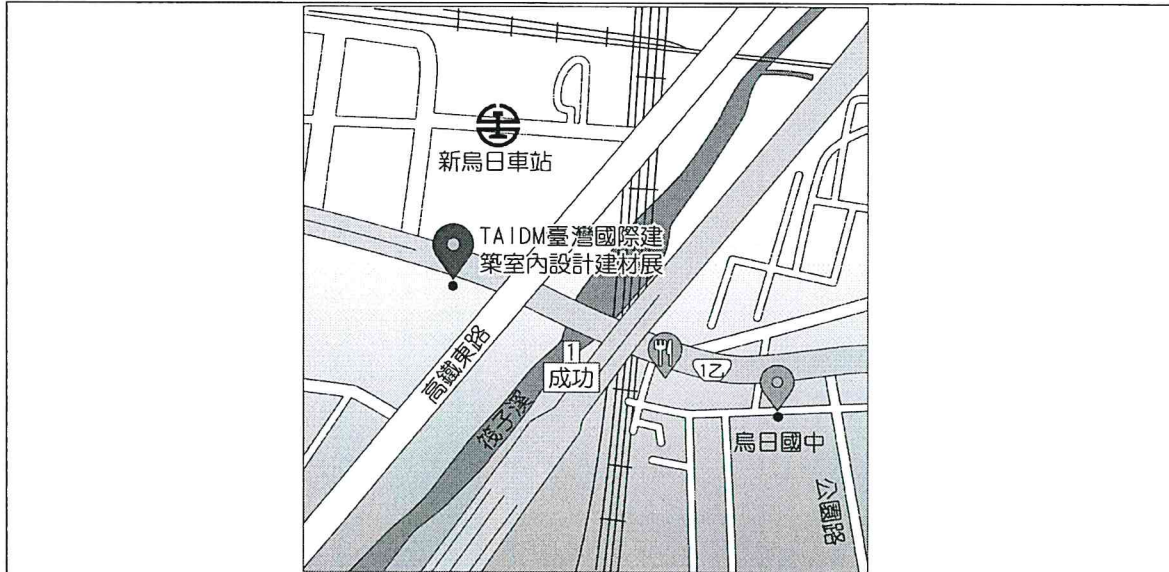 新烏日車站
TAIDM臺灣國際建
築室內設計建材展
高鐵東路
1
成功
1乙
筏子溪
烏日國中
公園路